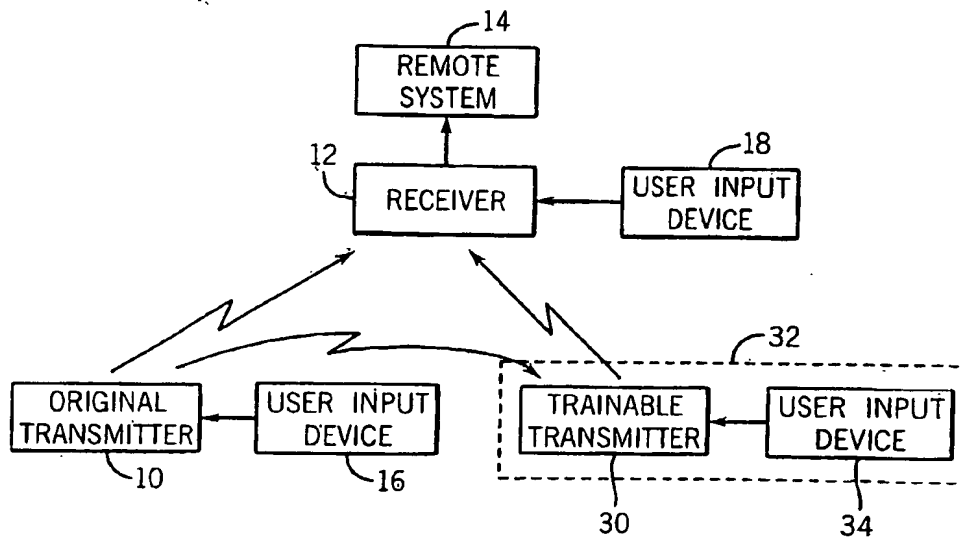 14
REMOTE
SYSTEM
12
RECEIVER
18
USER INPUT
DEVICE
32
ORIGINAL
TRANSMITTER
10
USER INPUT
DEVICE
16
TRAINABLE
TRANSMITTER
30
USER INPUT
DEVICE
34